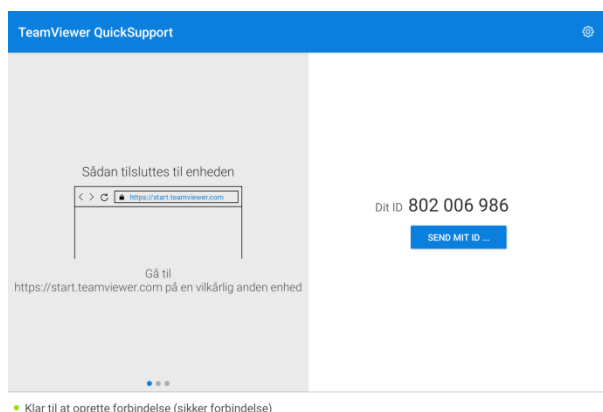 TeamViewer QuickSupport
Sådan tilsluttes til enheden
https://start.teamviewer.com
Gå til
https://start.teamviewer.com på en vilkårlig anden enhed
Dit ID 802 006 986
SEND MIT ID ...
Klar til at oprette forbindelse (sikker forbindelse)